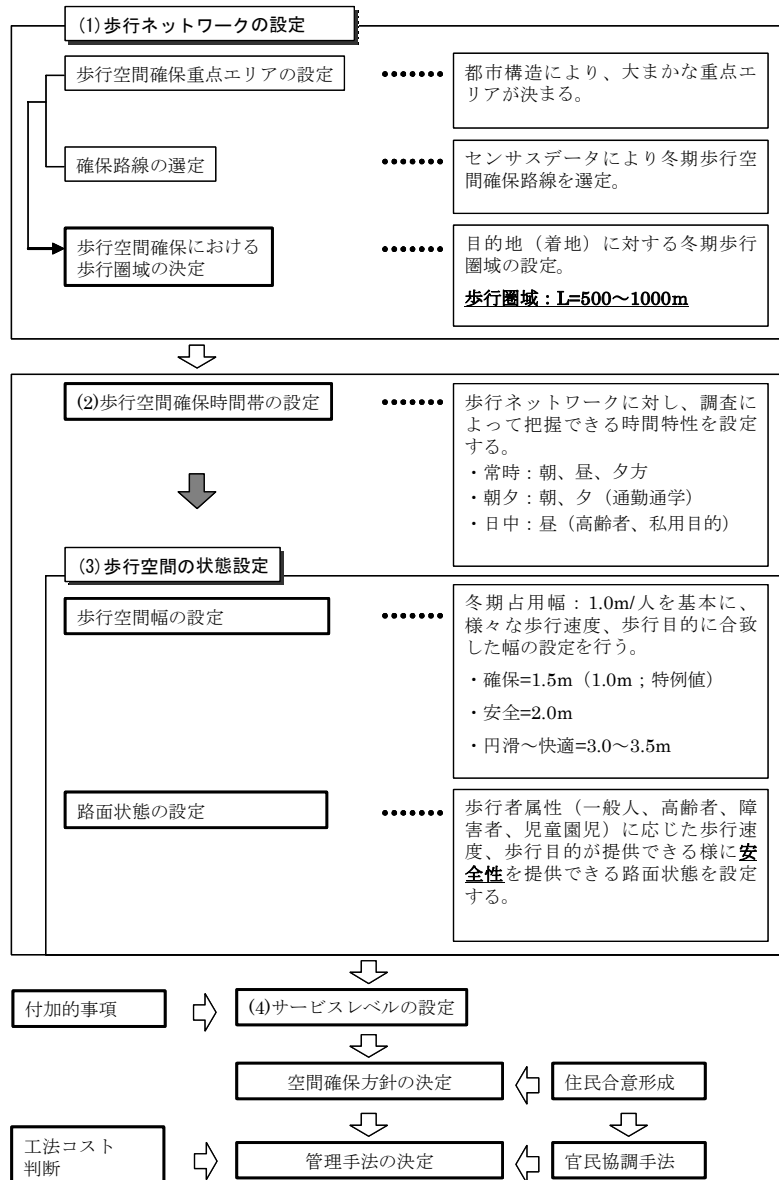 (1)歩行ネットワークの設定
歩行空間確保重点エリアの設定
都市構造により、大まかな重点エ
リアが決まる。
確保路線の選定
センサスデータにより冬期歩行空
間確保路線を選定。
歩行空間確保における
歩行圏域の決定
目的地（着地）に対する冬期歩行
圏域の設定。
歩行圏域：L=500～1000m
(2)歩行空間確保時間帯の設定
歩行ネットワークに対し、調査に
よって把握できる時間特性を設定
する。
・常時：朝、昼、夕方
・朝夕：朝、夕（通勤通学）
・日中：昼（高齢者、私用目的）
(3)歩行空間の状態設定
歩行空間幅の設定
冬期占用幅：1.0m/人を基本に、
様々な歩行速度、歩行目的に合致
した幅の設定を行う。
・確保=1.5m（1.0m；特例値）
・安全=2.0m
・円滑～快適=3.0～3.5m
路面状態の設定
歩行者属性（一般人、高齢者、障
害者、児童園児）に応じた歩行速
度、歩行目的が提供できる様に安
全性を提供できる路面状態を設定
する。
付加的事項
(4)サービスレベルの設定
空間確保方針の決定
住民合意形成
工法コスト
判断
管理手法の決定
官民協調手法